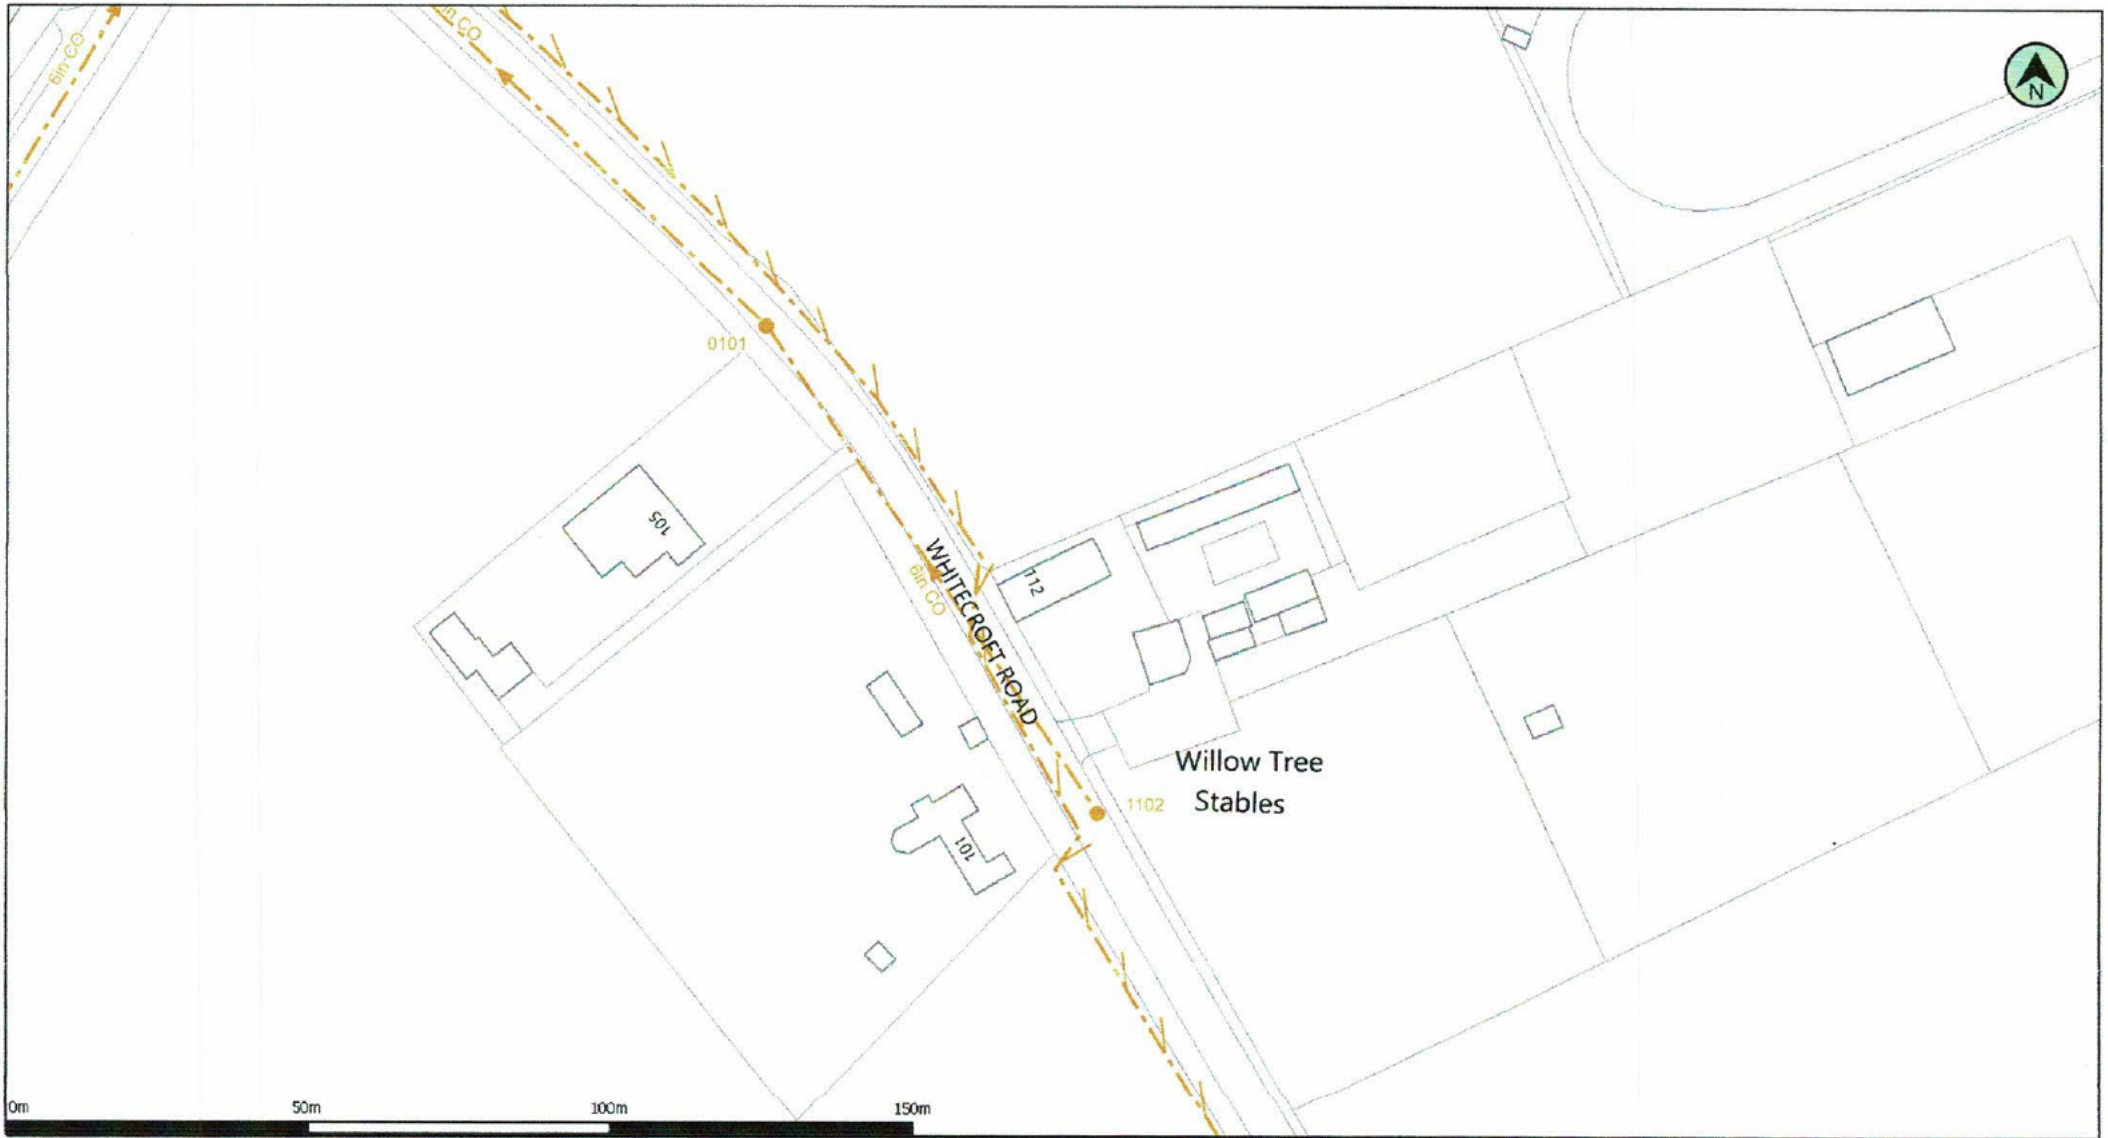 6in CO
in CO
N
0101
105
WHITECROFT ROAD
112
6in CO
Willow Tree
Stables
1102
101
0m
50m
100m
150m